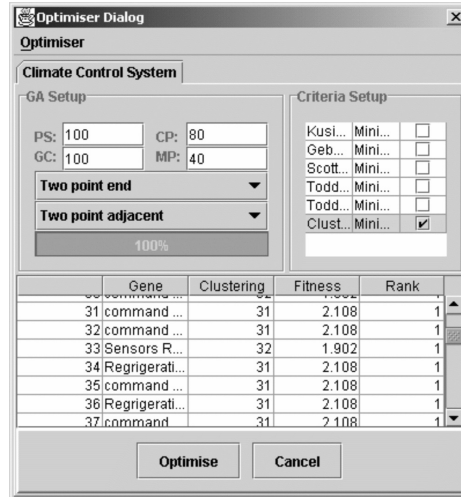 Optimiser Dialog
Optimiser
Climate Control System
GA Setup
PS: 100 CP: 80
GC: 100 MP: 40
Two point end
Two point adjacent
100%
Criteria Setup
Kusi... Mini...
Geb... Mini...
Scott... Mini...
Todd... Mini...
Todd... Mini...
Clust... Mini...
Gene Clustering Fitness Rank
31 command ... 31 2.108 1
32 command ... 31 2.108 1
33 Sensors R... 32 1.902 1
34 Regrigerati... 31 2.108 1
35 command ... 31 2.108 1
36 Regrigerati... 31 2.108 1
37 command 31 2.108 1
Optimise Cancel